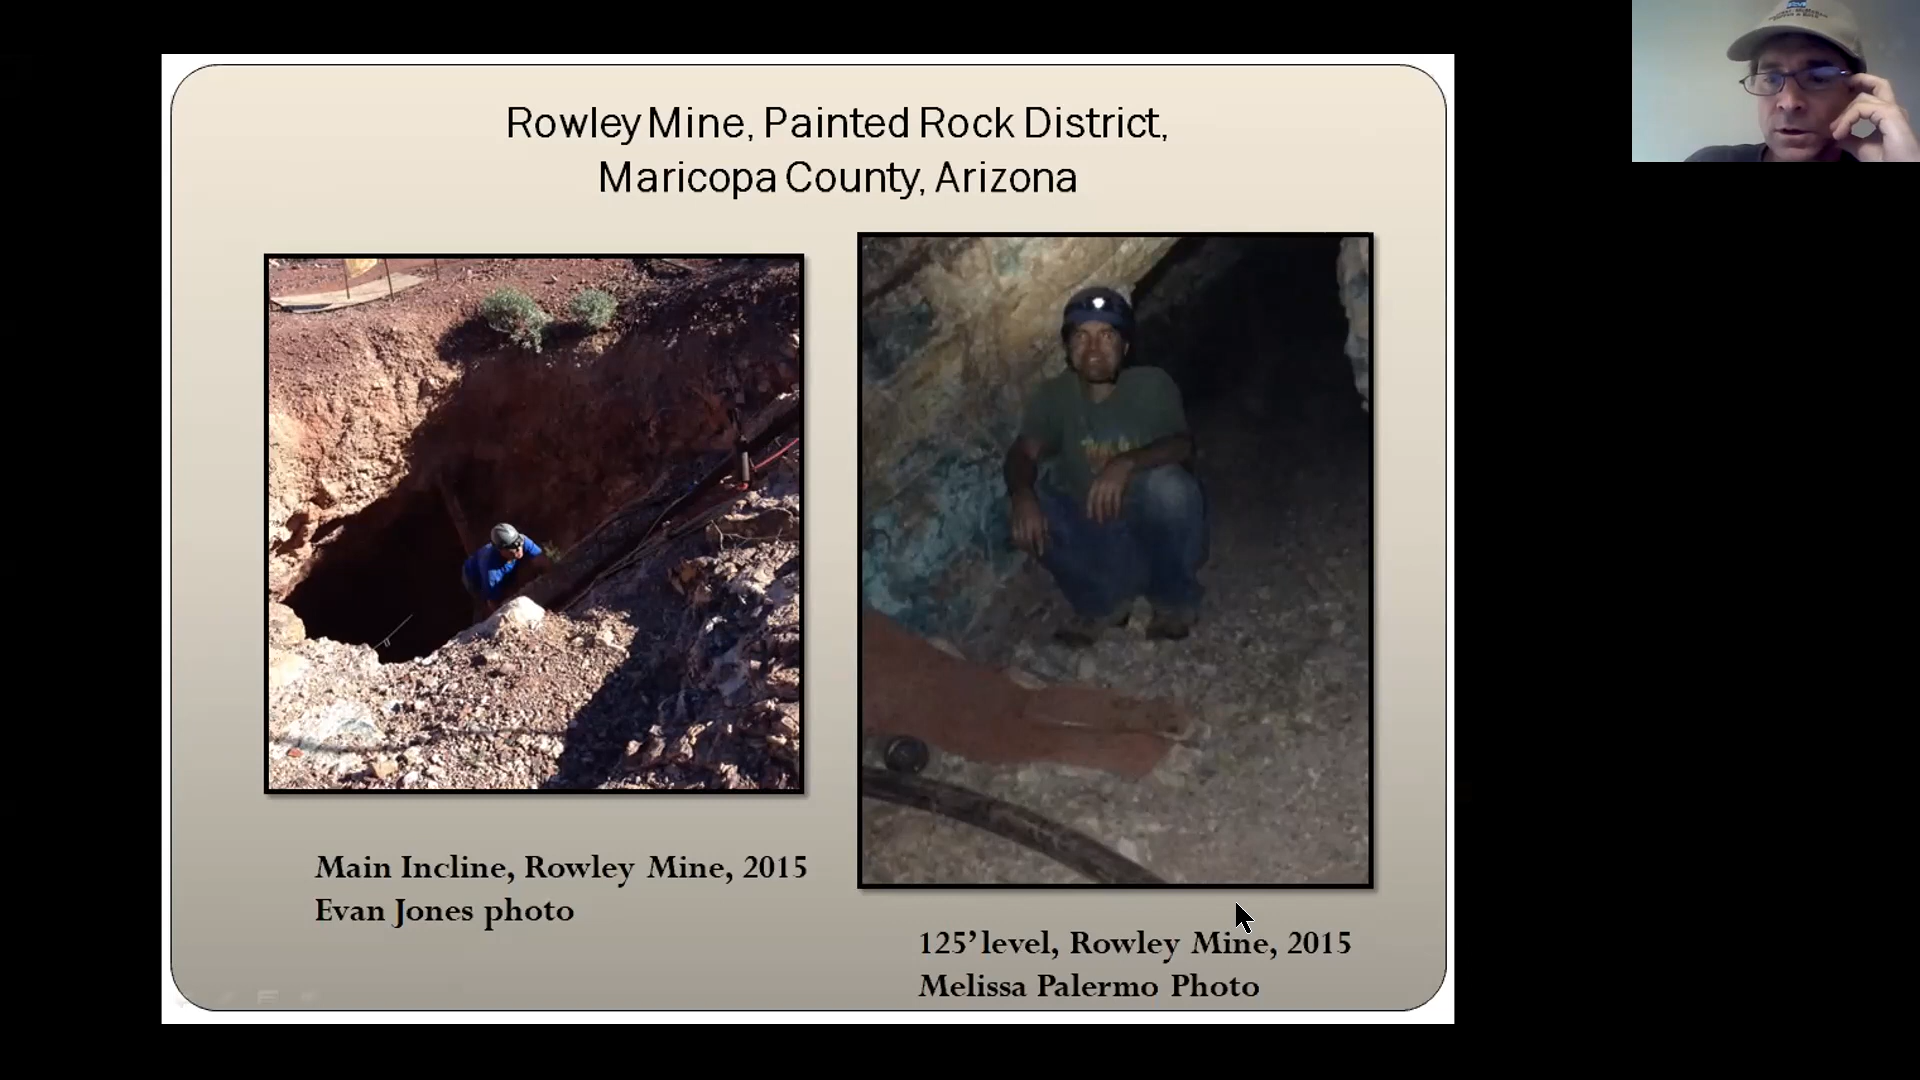 Rowley Mine, Painted Rock District,
Maricopa County, Arizona
Main Incline, Rowley Mine, 2015
Evan Jones photo
125’ level, Rowley Mine, 2015
Melissa Palermo Photo